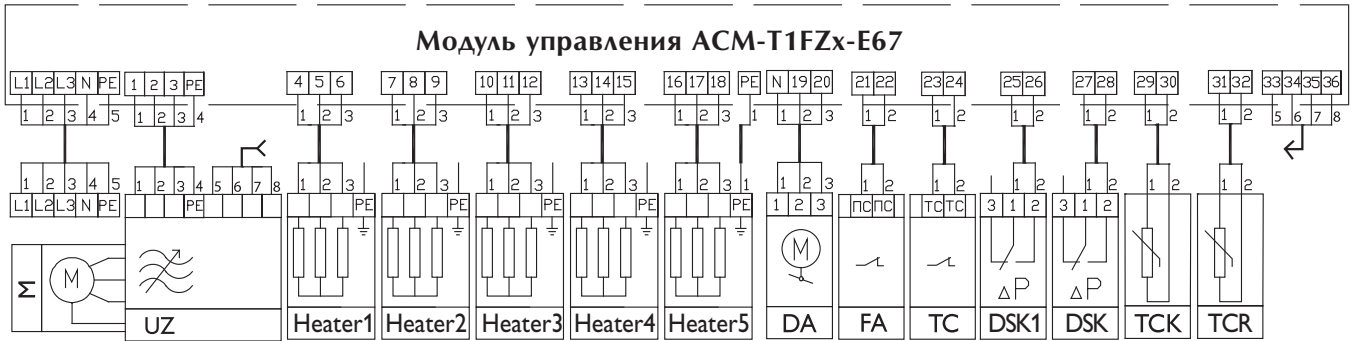 Модуль управления ACM-T1FZx-E67
L1 L2 L3 N PE 1 2 3 PE 4 5 6 7 8 9 10 11 12 13 14 15 16 17 18 PE N 19 20 21 22 23 24 25 26 27 28 29 30 31 32 33 34 35 36
1 2 3 4 5 1 2 3 4 1 2 3 1 2 3 1 2 3 1 2 3 1 2 3 1 1 2 3 1 2 1 2 1 2 1 2 1 2 1 2 5 6 7 8
1 2 3 4 5 1 2 3 4 5 6 7 8 1 2 3 1 2 3 1 2 3 1 2 3 1 2 3 1 1 2 3 1 2 1 2 1 2 1 2 1 2 1 2
L1 L2 L3 N PE PE PE PE PE PE PE 1 2 3 ПС ПС ТС ТС 3 1 2 3 1 2
M M M
ΔP ΔP
UZ Heater1 Heater2 Heater3 Heater4 Heater5 DA FA TC DSK1 DSK TCK TCR